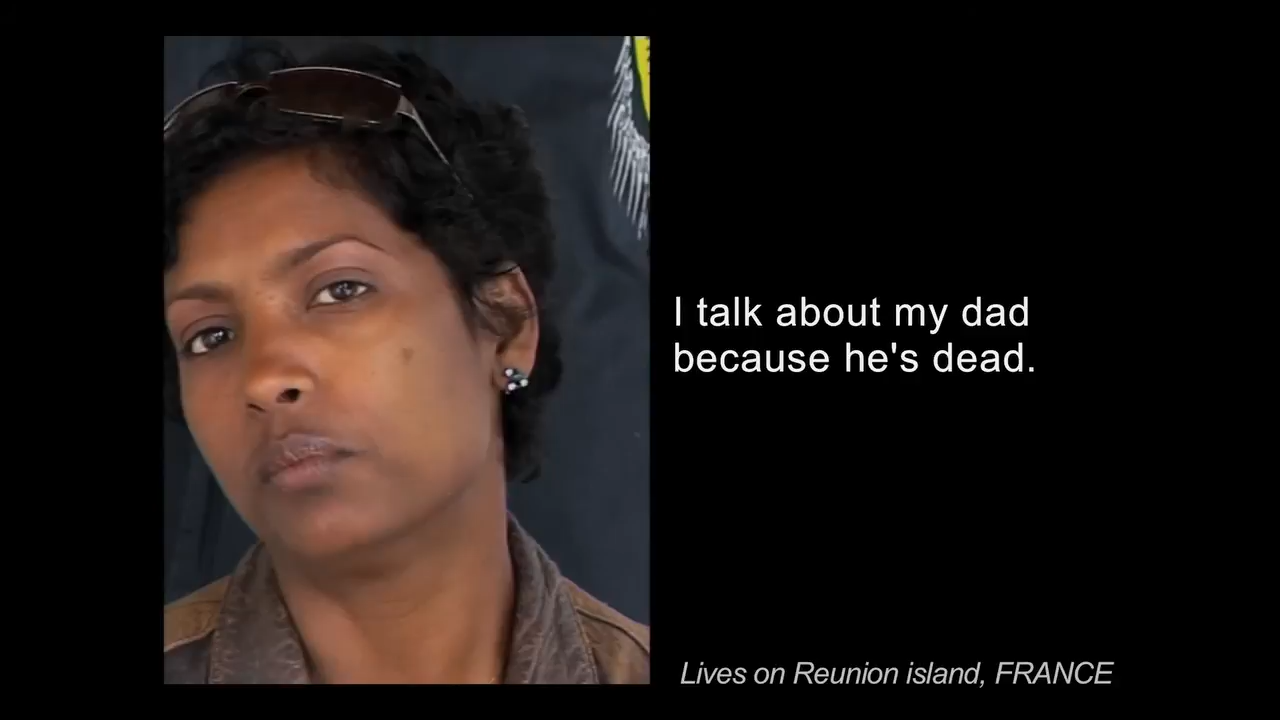 I talk about my dad
because he's dead.
Lives on Reunion island, FRANCE